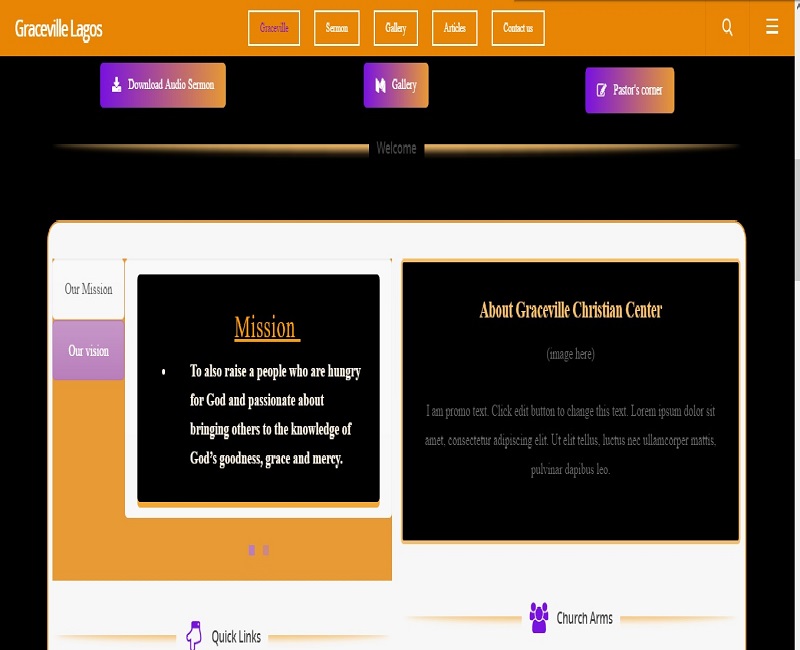 Graceville Lagos
Graceville
Sermon
Gallery
Articles
Contact us
Download Audio Sermon
Gallery
Pastor's corner
Welcome
Our Mission
Our vision
Mission
• To also raise a people who are hungry
for God and passionate about
bringing others to the knowledge of
God's goodness, grace and mercy.
About Graceville Christian Center
(image here)
I am promo text. Click edit button to change this text. Lorem ipsum dolor sit
amet, consectetur adipiscing elit. Ut elit tellus, luctus nec ullamcorper mattis,
pulvinar dapibus leo.
Quick Links
Church Arms